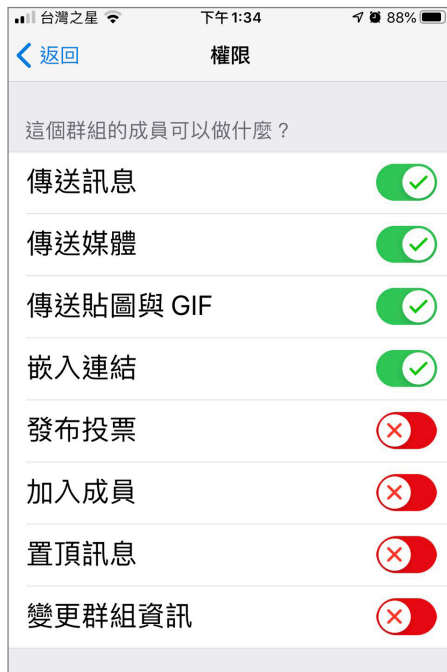 台灣之星 下午1:34 88%
返回 權限
這個群組的成員可以做什麼？
傳送訊息
傳送媒體
傳送貼圖與 GIF
嵌入連結
發布投票
加入成員
置頂訊息
變更群組資訊